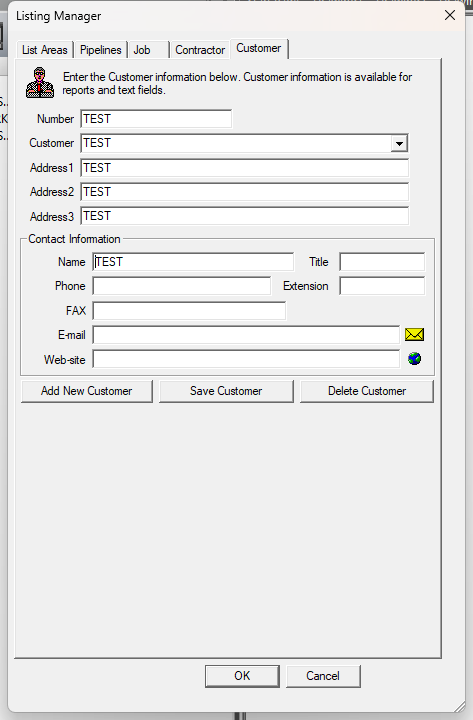 Listing Manager
List Areas Pipelines Job Contractor Customer
Enter the Customer information below. Customer information is available for
reports and text fields.
Number TEST
Customer TEST
Address1 TEST
Address2 TEST
Address3 TEST
Contact Information
Name TEST Title
Phone Extension
FAX
E-mail
Web-site
Add New Customer Save Customer Delete Customer
OK Cancel